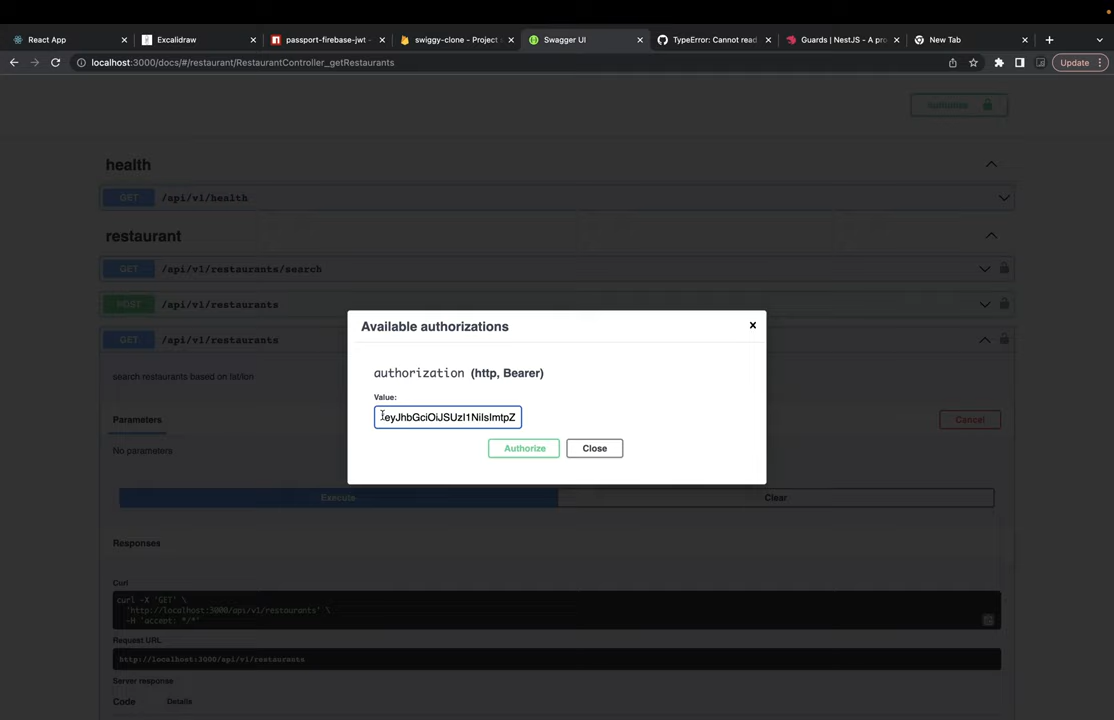 React App
Excalidraw
passport-firebase-jwt -
swiggy-clone - Project s
Swagger UI
TypeError: Cannot read
Guards | NestJS - A pro
New Tab
localhost:3000/docs/#/restaurant/RestaurantController_getRestaurants
Update
Authorize
health
GET /api/v1/health
restaurant
GET /api/v1/restaurants/search
POST /api/v1/restaurants
GET /api/v1/restaurants
search restaurants based on lat/lon
Parameters
Cancel
No parameters
Execute
Clear
Responses
Curl
curl -X 'GET' \
'http://localhost:3000/api/v1/restaurants' \
-H 'accept: */*'
Request URL
http://localhost:3000/api/v1/restaurants
Server response
Code Details
Available authorizations
authorization (http, Bearer)
Value:
eyJhbGciOiJSUzI1NiIsImtpZ
Authorize
Close